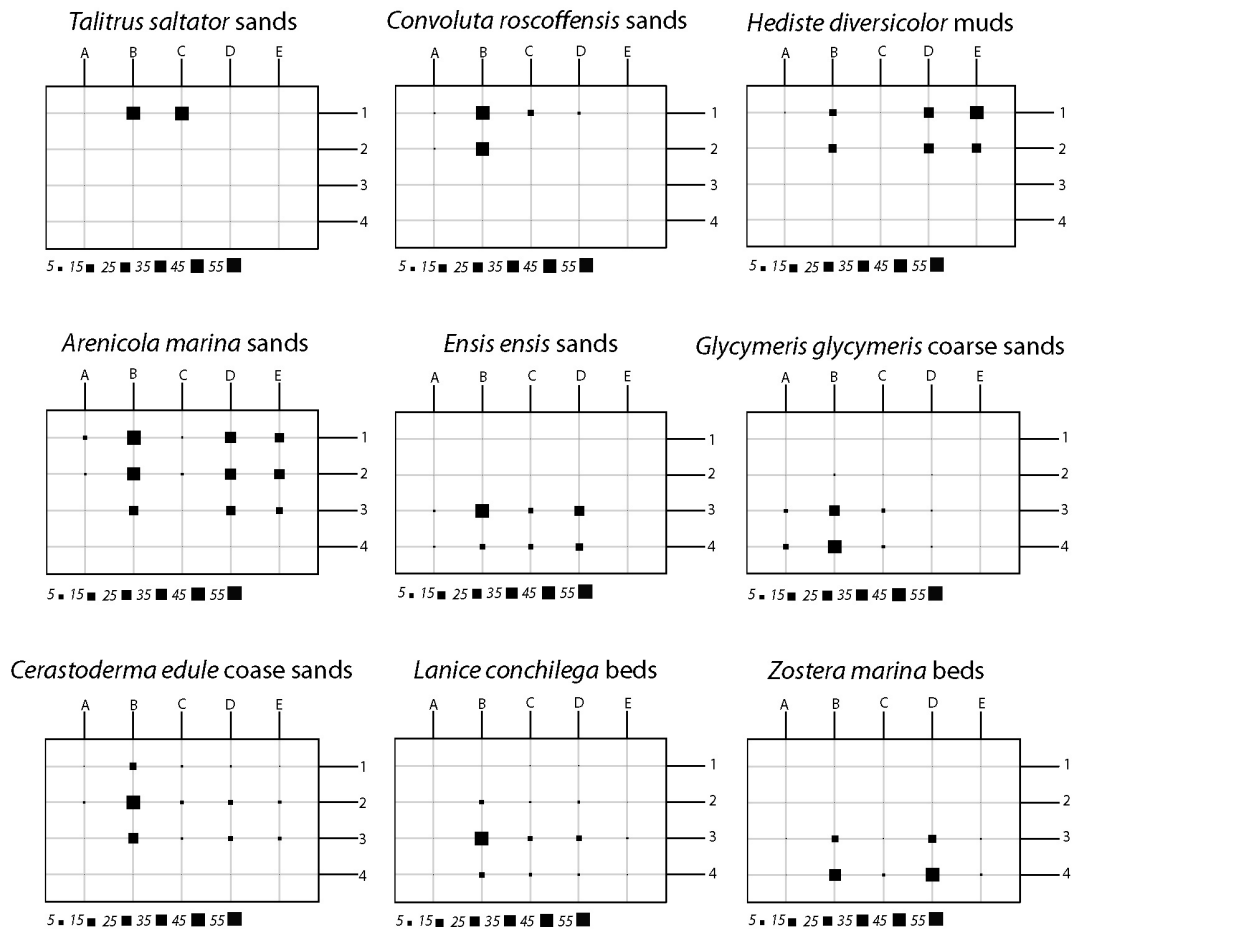 Talitrus saltator sands
A B C D E
1
2
3
4
5 15 25 35 45 55
Convoluta roscoffensis sands
A B C D E
1
2
3
4
5 15 25 35 45 55
Hediste diversicolor muds
A B C D E
1
2
3
4
5 15 25 35 45 55
Arenicola marina sands
A B C D E
1
2
3
4
5 15 25 35 45 55
Ensis ensis sands
A B C D E
1
2
3
4
5 15 25 35 45 55
Glycymeris glycymeris coarse sands
A B C D E
1
2
3
4
5 15 25 35 45 55
Cerastoderma edule coase sands
A B C D E
1
2
3
4
5 15 25 35 45 55
Lanice conchilega beds
A B C D E
1
2
3
4
5 15 25 35 45 55
Zostera marina beds
A B C D E
1
2
3
4
5 15 25 35 45 55